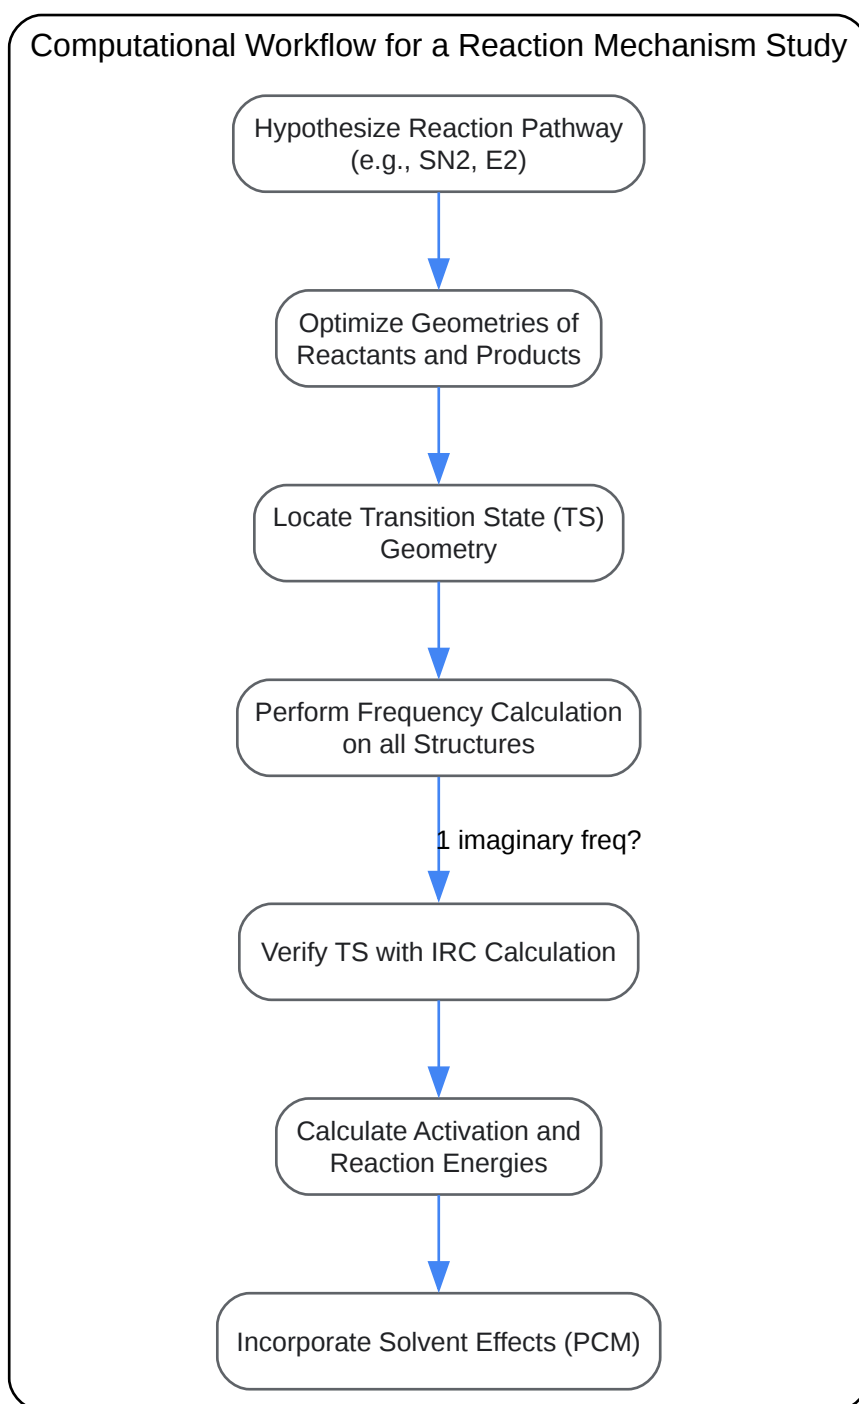 Computational Workflow for a Reaction Mechanism Study
Hypothesize Reaction Pathway
(e.g., SN2, E2)
Optimize Geometries of
Reactants and Products
Locate Transition State (TS)
Geometry
Perform Frequency Calculation
on all Structures
1 imaginary freq?
Verify TS with IRC Calculation
Calculate Activation and
Reaction Energies
Incorporate Solvent Effects (PCM)